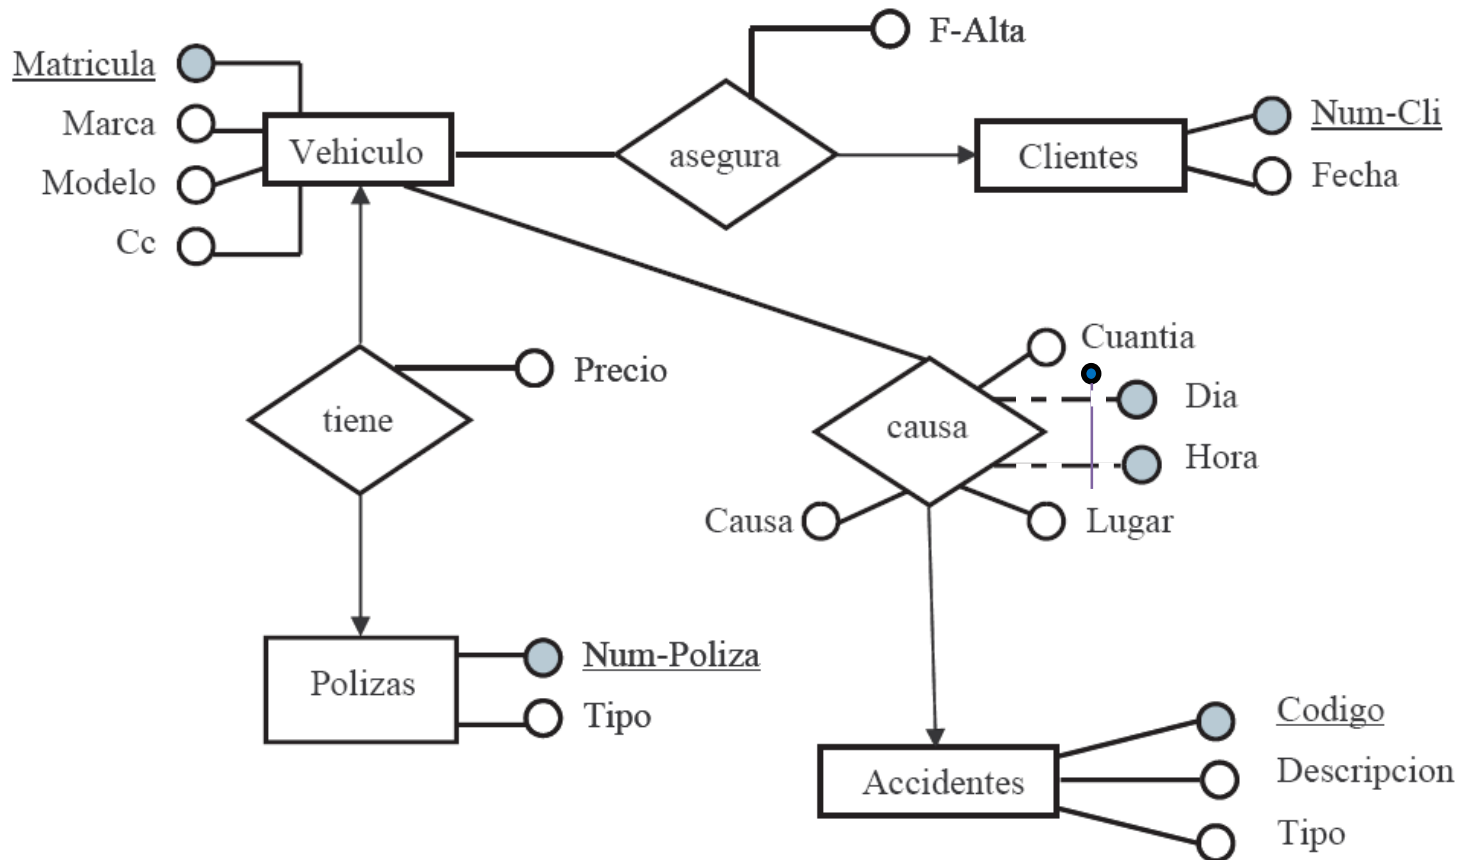 F-Alta
Matricula
Marca
Modelo
Cc
Vehiculo
asegura
Clientes
Num-Cli
Fecha
Precio
tiene
Cuantia
Dia
Hora
causa
Causa
Lugar
Polizas
Num-Poliza
Tipo
Accidentes
Codigo
Descripcion
Tipo